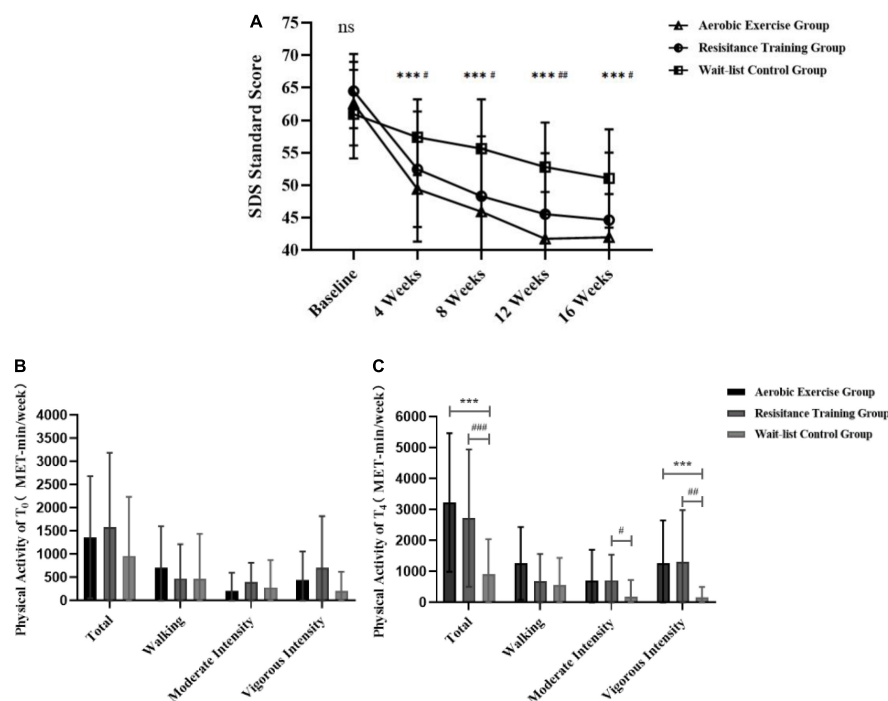 A
75
70
65
60
55
50
45
40
SDS Standard Score
ns
*** #
*** #
*** ##
*** #
Baseline
4 Weeks
8 Weeks
12 Weeks
16 Weeks
Aerobic Exercise Group
Resisitance Training Group
Wait-list Control Group
B
Physical Activity of T0( MET-min/week)
4000
3500
3000
2500
2000
1500
1000
500
0
Total
Walking
Moderate Intensity
Vigorous Intensity
C
Physical Activity of T4( MET-min/week)
6000
5000
4000
3000
2000
1000
0
***
###
#
***
##
Total
Walking
Moderate Intensity
Vigorous Intensity
Aerobic Exercise Group
Resisitance Training Group
Wait-list Control Group